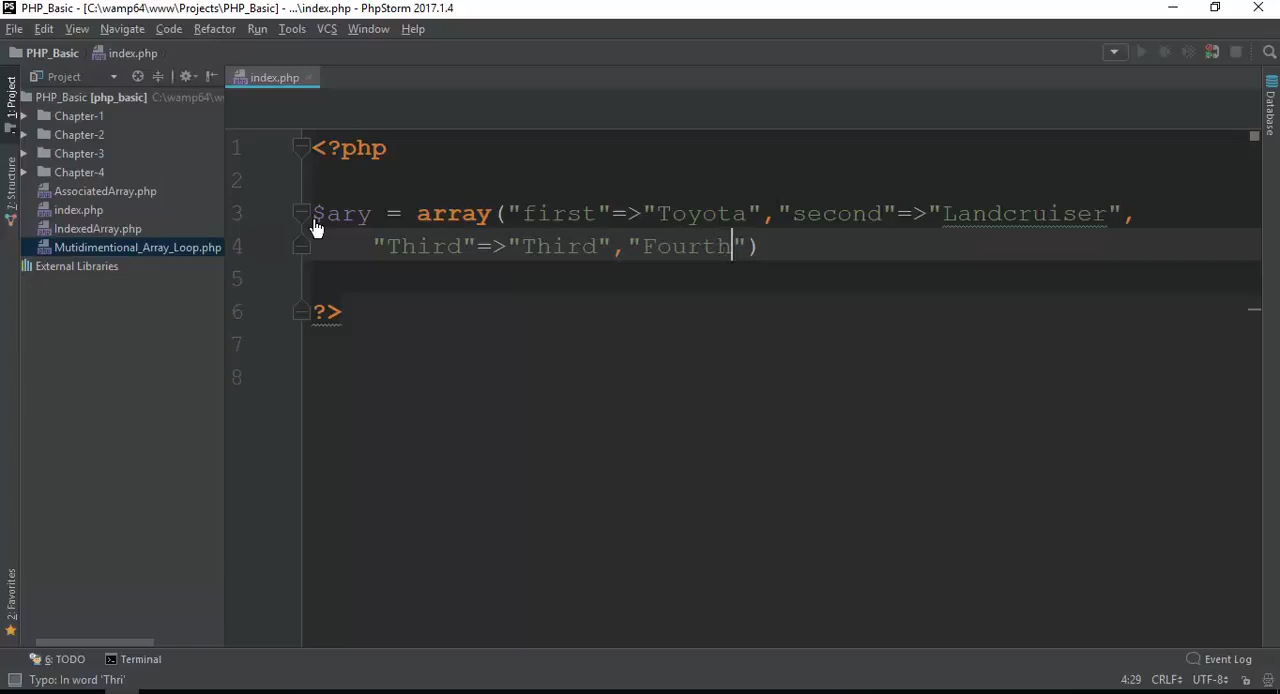 PS PHP_Basic - [C:\wamp64\www\Projects\PHP_Basic] - ...\index.php - PhpStorm 2017.1.4
File Edit View Navigate Code Refactor Run Tools VCS Window Help
PHP_Basic index.php
Project index.php
1: Project
PHP_Basic [php_basic] C:\wamp64\w
Chapter-1
Chapter-2
Chapter-3
Chapter-4
AssociatedArray.php
index.php
IndexedArray.php
Mutidimentional_Array_Loop.php
External Libraries
7: Structure
2: Favorites
Database
1 <?php
2
3 $ary = array("first"=>"Toyota","second"=>"Landcruiser",
4 "Third"=>"Third","Fourth")
5
6 ?>
7
8
6: TODO Terminal Event Log
Typo: In word 'Thri' 4:29 CRLF UTF-8